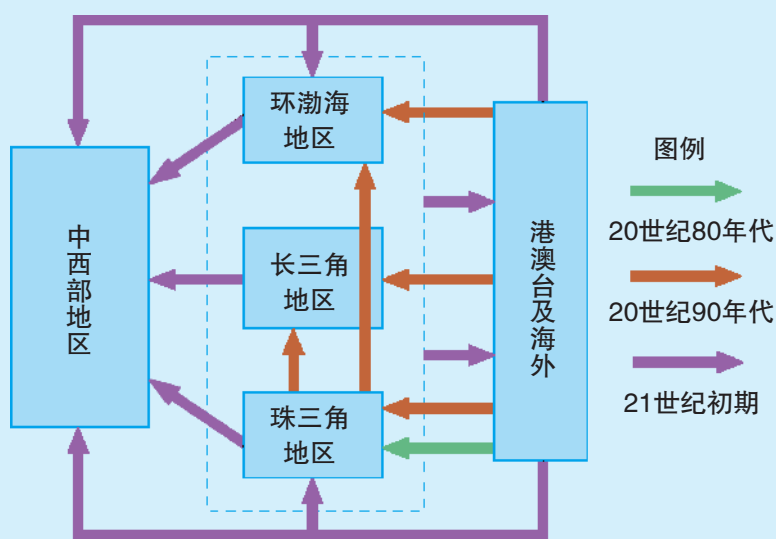 环渤海
地区
中西部地区
长三角
地区
珠三角
地区
港澳台及海外
图例
20世纪80年代
20世纪90年代
21世纪初期